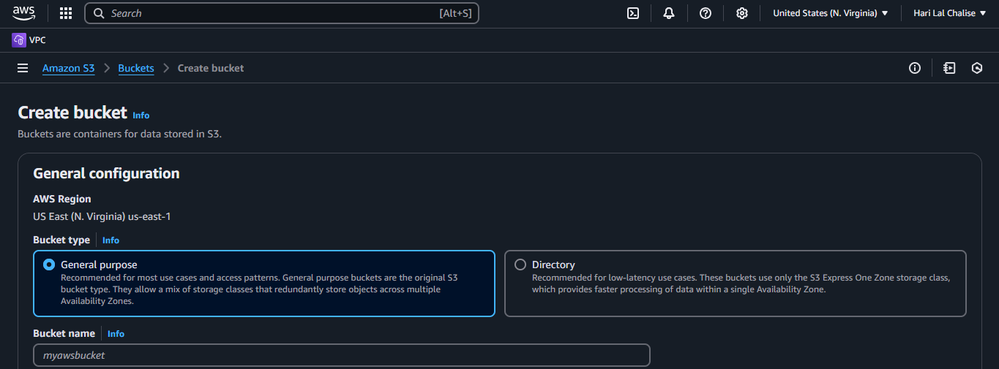 aws
Search [Alt+S] United States (N. Virginia) Hari Lal Chalise
VPC
Amazon S3 Buckets Create bucket
Create bucket Info
Buckets are containers for data stored in S3.
General configuration
AWS Region
US East (N. Virginia) us-east-1
Bucket type Info
General purpose
Recommended for most use cases and access patterns. General purpose buckets are the original S3
bucket type. They allow a mix of storage classes that redundantly store objects across multiple
Availability Zones.
Directory
Recommended for low-latency use cases. These buckets use only the S3 Express One Zone storage class,
which provides faster processing of data within a single Availability Zone.
Bucket name Info
myawsbucket